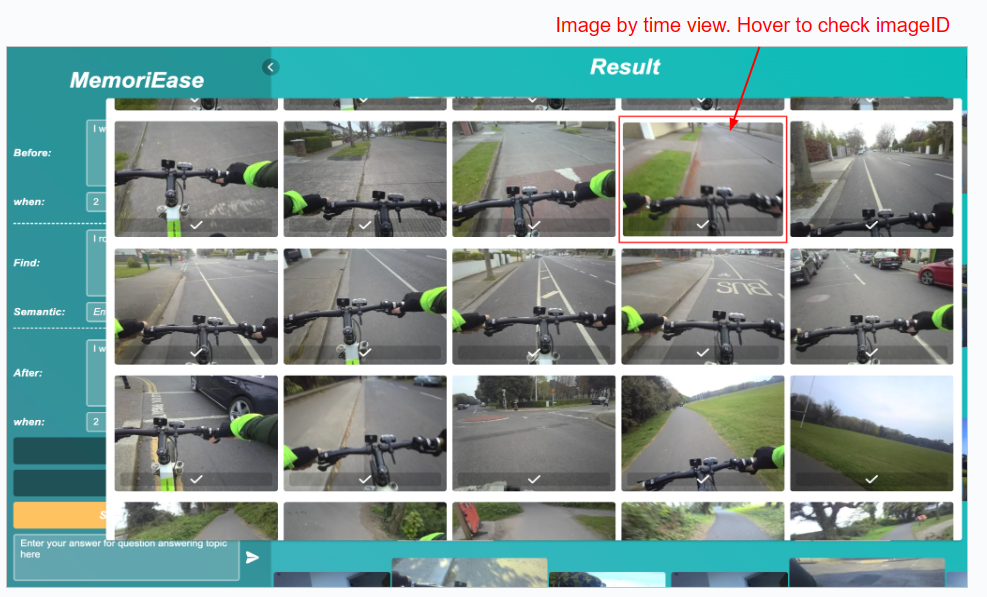 Image by time view. Hover to check imageID
MemoriEase
Result
I w
Before:
when:
2
I ro
Find:
Semantic:
En
I w
After:
when:
2
S
Enter your answer for question answering topic
here
BUS